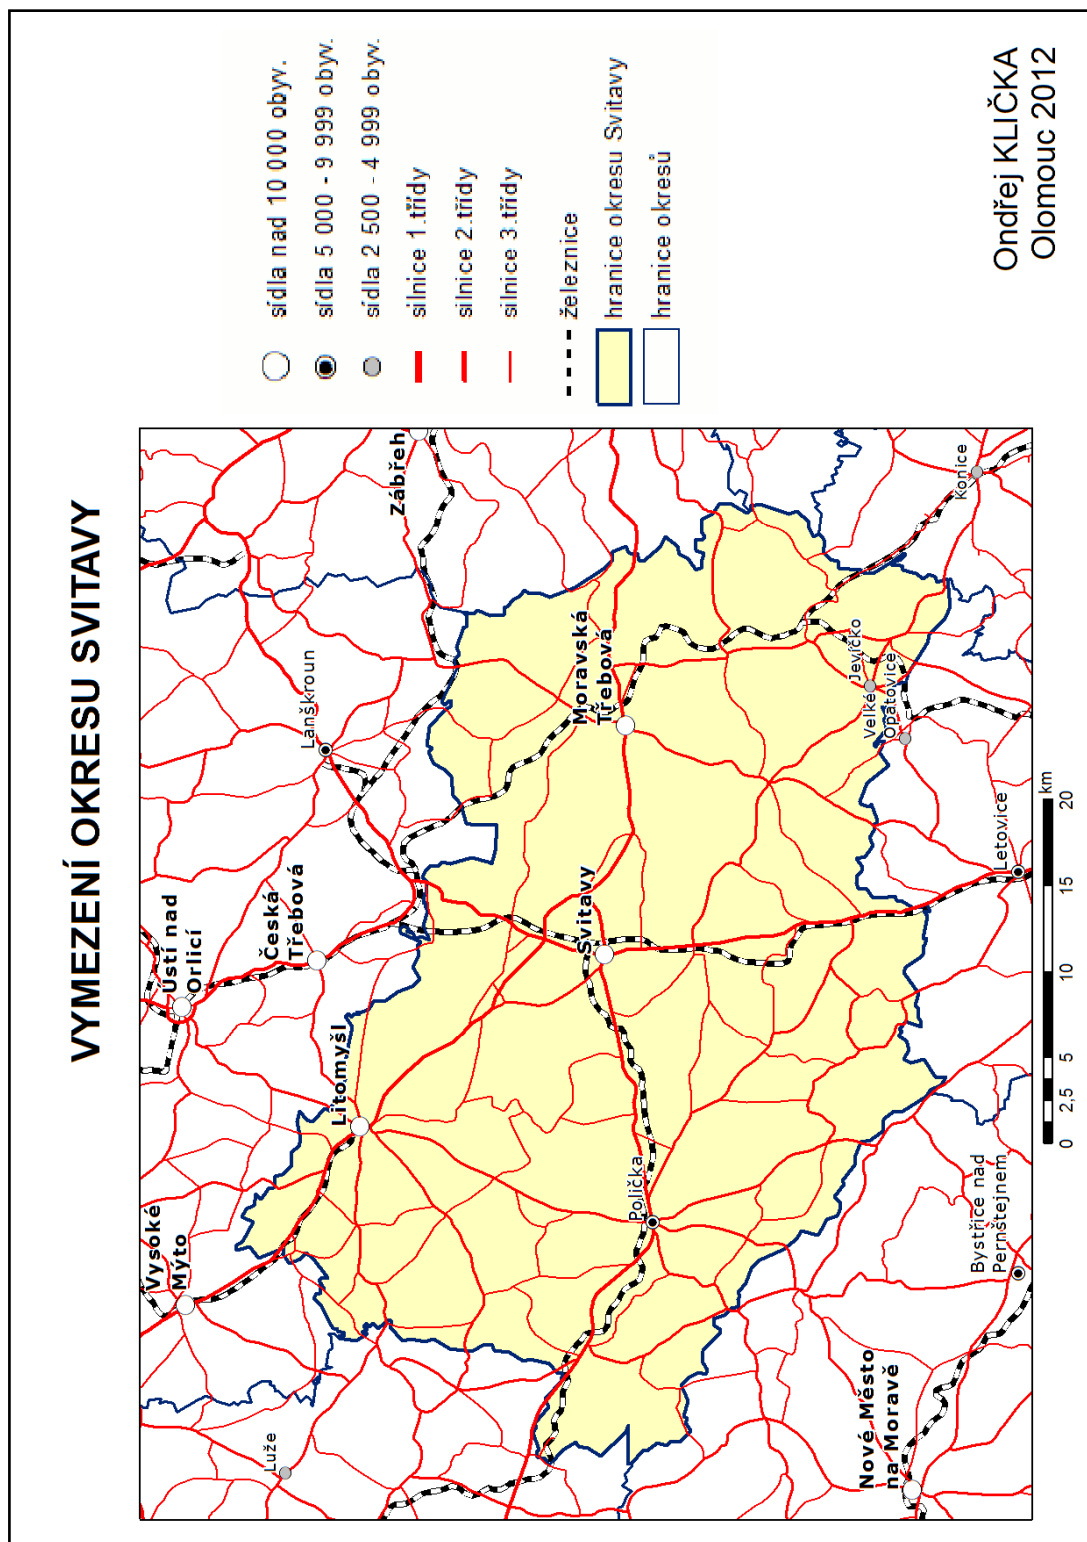 VYMEZENÍ OKRESU SVITAVY
Vysoké
Mýto
Ústí nad
Orlicí
Česká
Třebová
Lanškroun
Zábřeh
Luže
Litomyšl
Svitavy
Moravská
Třebová
Polička
Jevíčko
Velké
Opatovice
Nové Město
na Moravě
Bystřice nad
Pernštejnem
Letovice
Konice
0 2,5 5 10 15 20
km
sídla nad 10 000 obyv.
sídla 5 000 - 9 999 obyv.
sídla 2 500 - 4 999 obyv.
silnice 1.třídy
silnice 2.třídy
silnice 3.třídy
železnice
hranice okresu Svitavy
hranice okresů
Ondřej KLIČKA
Olomouc 2012